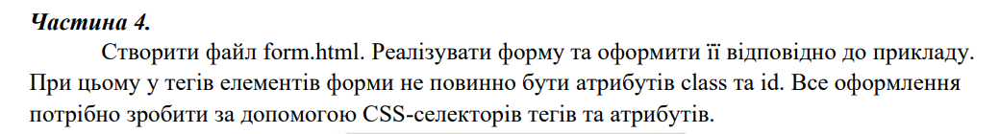 Частина 4.
Створити файл form.html. Реалізувати форму та оформити її відповідно до прикладу.
При цьому у тегів елементів форми не повинно бути атрибутів class та id. Все оформлення
потрібно зробити за допомогою CSS-селекторів тегів та атрибутів.